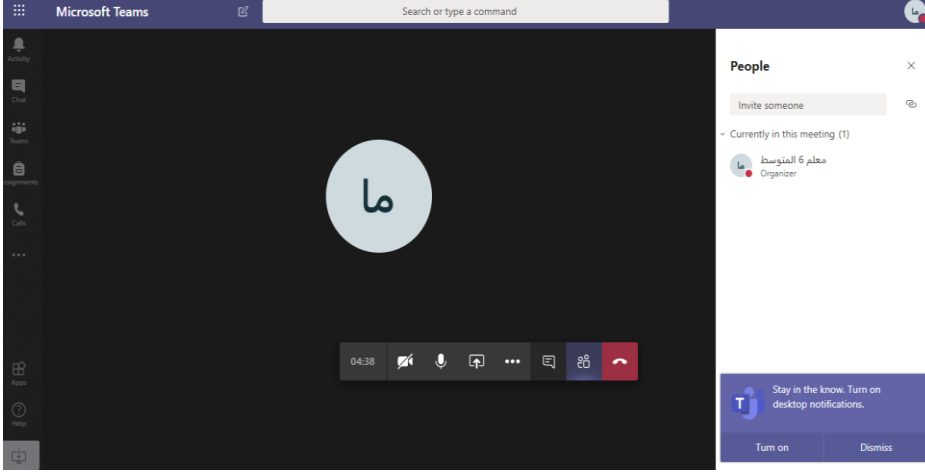 Microsoft Teams
Search or type a command
ما
Activity
Chat
Teams
Assignments
Calls
Apps
Help
ما
04:38
People
Invite someone
Currently in this meeting (1)
ما
معلم 6 المتوسط
Organizer
Stay in the know. Turn on
desktop notifications.
Turn on
Dismiss